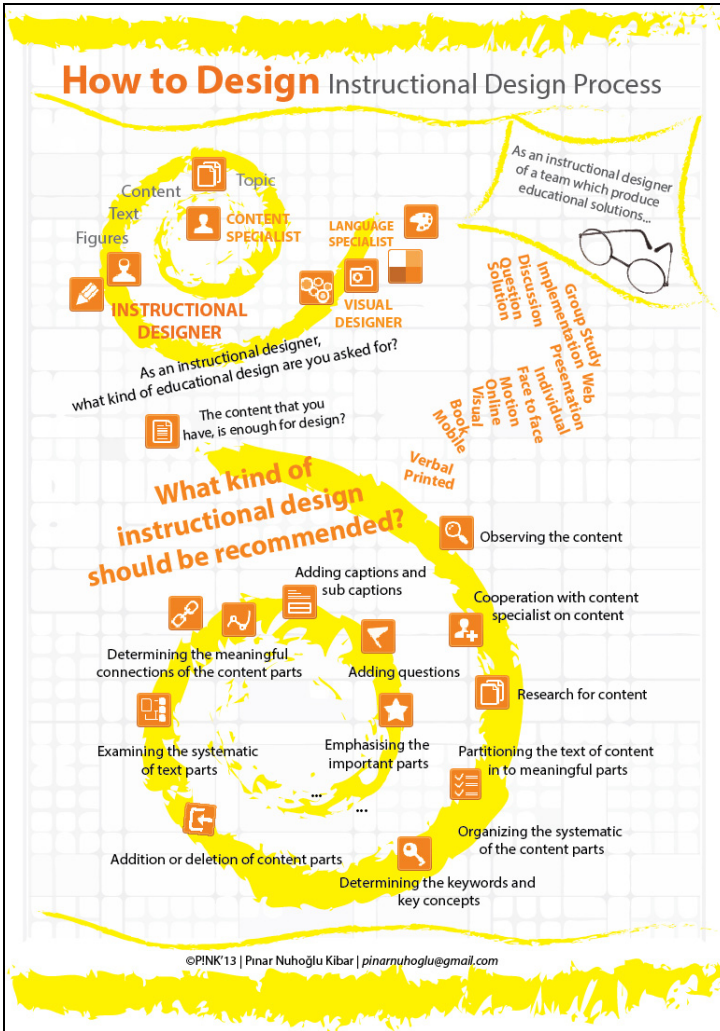 How to Design Instructional Design Process
As an instructional designer
of a team which produce
educational solutions...
Topic
Content
Text
Figures
CONTENT
SPECIALIST
LANGUAGE
SPECIALIST
INSTRUCTIONAL
DESIGNER
VISUAL
DESIGNER
As an instructional designer,
what kind of educational design are you asked for?
The content that you
have, is enough for design?
Group Study
Implementation
Discussion
Question
Solution
Web
Presentation
Individual
Face to face
Motion
Online
Visual
Book
Mobile
Verbal
Printed
What kind of
instructional design
should be recommended?
Observing the content
Cooperation with content
specialist on content
Research for content
Partitioning the text of content
in to meaningful parts
Organizing the systematic
of the content parts
Determining the keywords and
key concepts
Addition or deletion of content parts
Examining the systematic
of text parts
Determining the meaningful
connections of the content parts
Adding captions and
sub captions
Adding questions
Emphasising the
important parts
...
...
©P!NK'13 | Pınar Nuhoğlu Kibar | pinarnuhoglu@gmail.com